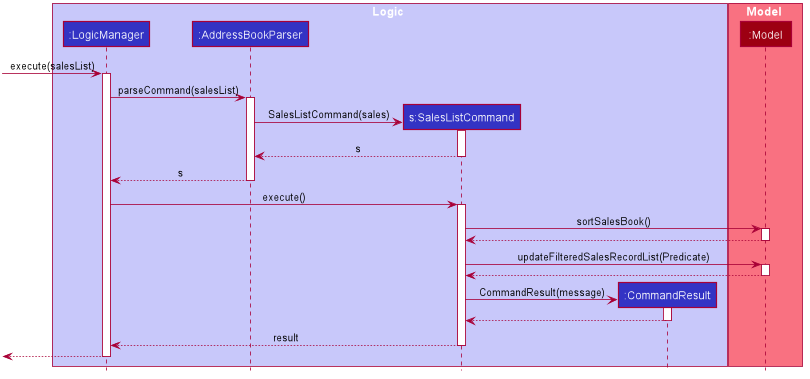 Logic
Model
:LogicManager
:AddressBookParser
:Model
execute(salesList)
parseCommand(salesList)
SalesListCommand(sales)
s:SalesListCommand
s
s
execute()
sortSalesBook()
updateFilteredSalesRecordList(Predicate)
CommandResult(message)
:CommandResult
result